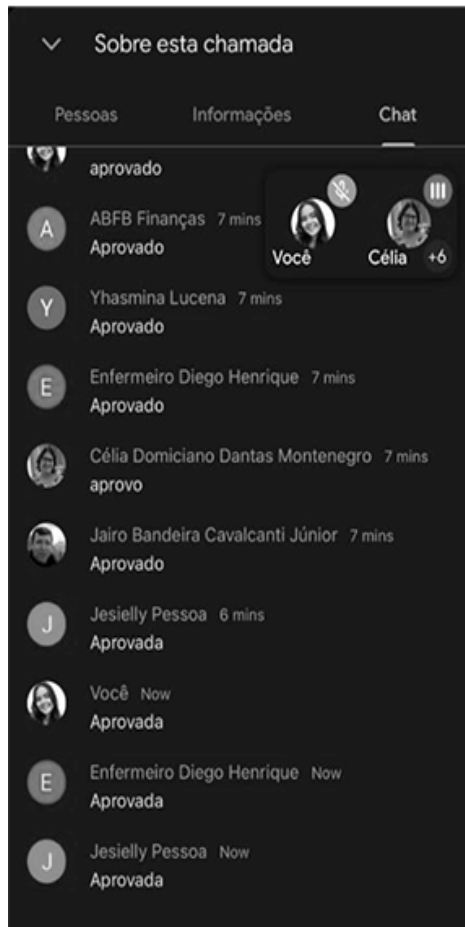 Sobre esta chamada
Pessoas Informações Chat
aprovado
A ABFB Finanças 7 mins
Aprovado
Você Célia +6
Y Yhasmina Lucena 7 mins
Aprovado
E Enfermeiro Diego Henrique 7 mins
Aprovado
Célia Domiciano Dantas Montenegro 7 mins
aprovo
Jairo Bandeira Cavalcanti Júnior 7 mins
Aprovado
J Jesielly Pessoa 6 mins
Aprovada
Você Now
Aprovada
E Enfermeiro Diego Henrique Now
Aprovada
J Jesielly Pessoa Now
Aprovada